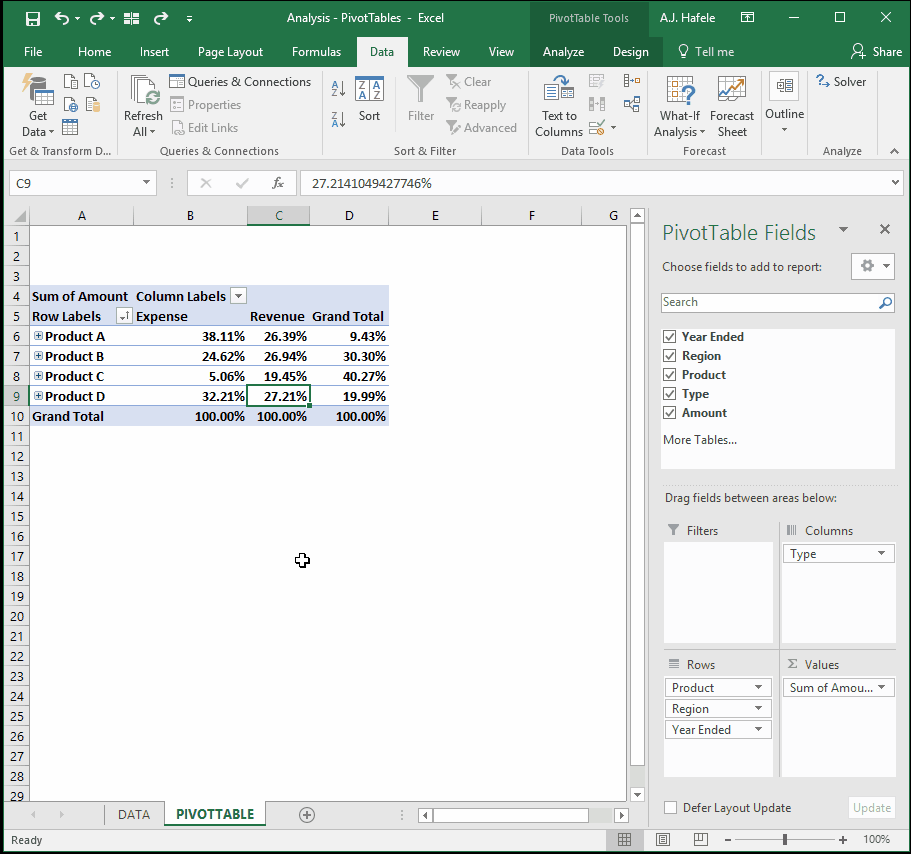 Analysis - PivotTables - Excel
PivotTable Tools
A.J. Hafele
File Home Insert Page Layout Formulas Data Review View Analyze Design Tell me Share
Get Data
Refresh All
Queries & Connections
Properties
Edit Links
A Z
Z A
Z A A Z
Sort
Filter
Clear
Reapply
Advanced
Text to Columns
What-If Analysis
Forecast Sheet
Outline
Solver
Get & Transform D...
Queries & Connections
Sort & Filter
Data Tools
Forecast
Analyze
C9
fx
27.2141049427746%
A B C D E F G
1
2
3
4 Sum of Amount Column Labels
5 Row Labels Expense Revenue Grand Total
6 Product A 38.11% 26.39% 9.43%
7 Product B 24.62% 26.94% 30.30%
8 Product C 5.06% 19.45% 40.27%
9 Product D 32.21% 27.21% 19.99%
10 Grand Total 100.00% 100.00% 100.00%
11
12
13
14
15
16
17
18
19
20
21
22
23
24
25
26
27
28
29
PivotTable Fields
Choose fields to add to report:
Search
Year Ended
Region
Product
Type
Amount
More Tables...
Drag fields between areas below:
Filters
Columns
Type
Rows
Product
Region
Year Ended
Σ Values
Sum of Amou...
Defer Layout Update
Update
DATA PIVOTTABLE
Ready
100%